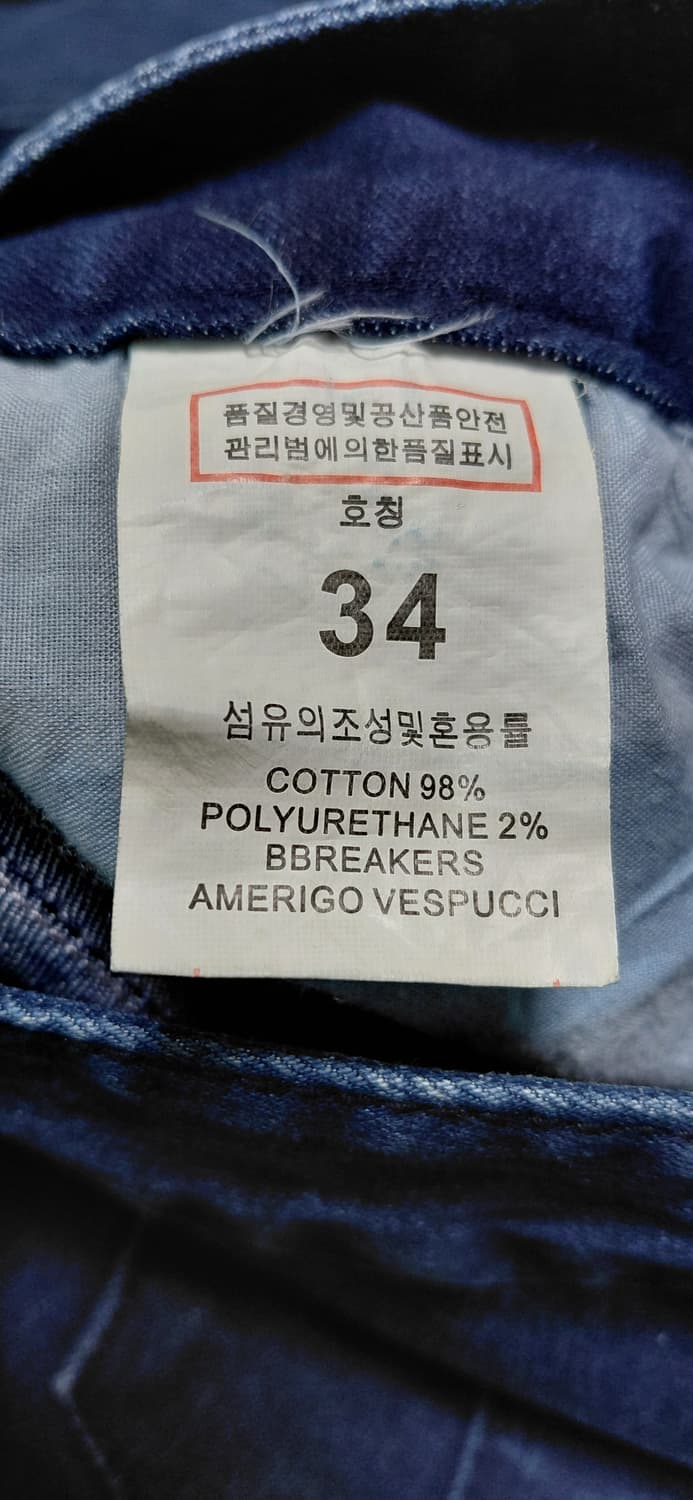 품질경영및공산품안전
관리법에의한품질표시
호칭
34
섬유의조성및혼용률
COTTON 98%
POLYURETHANE 2%
BBREAKERS
AMERIGO VESPUCCI